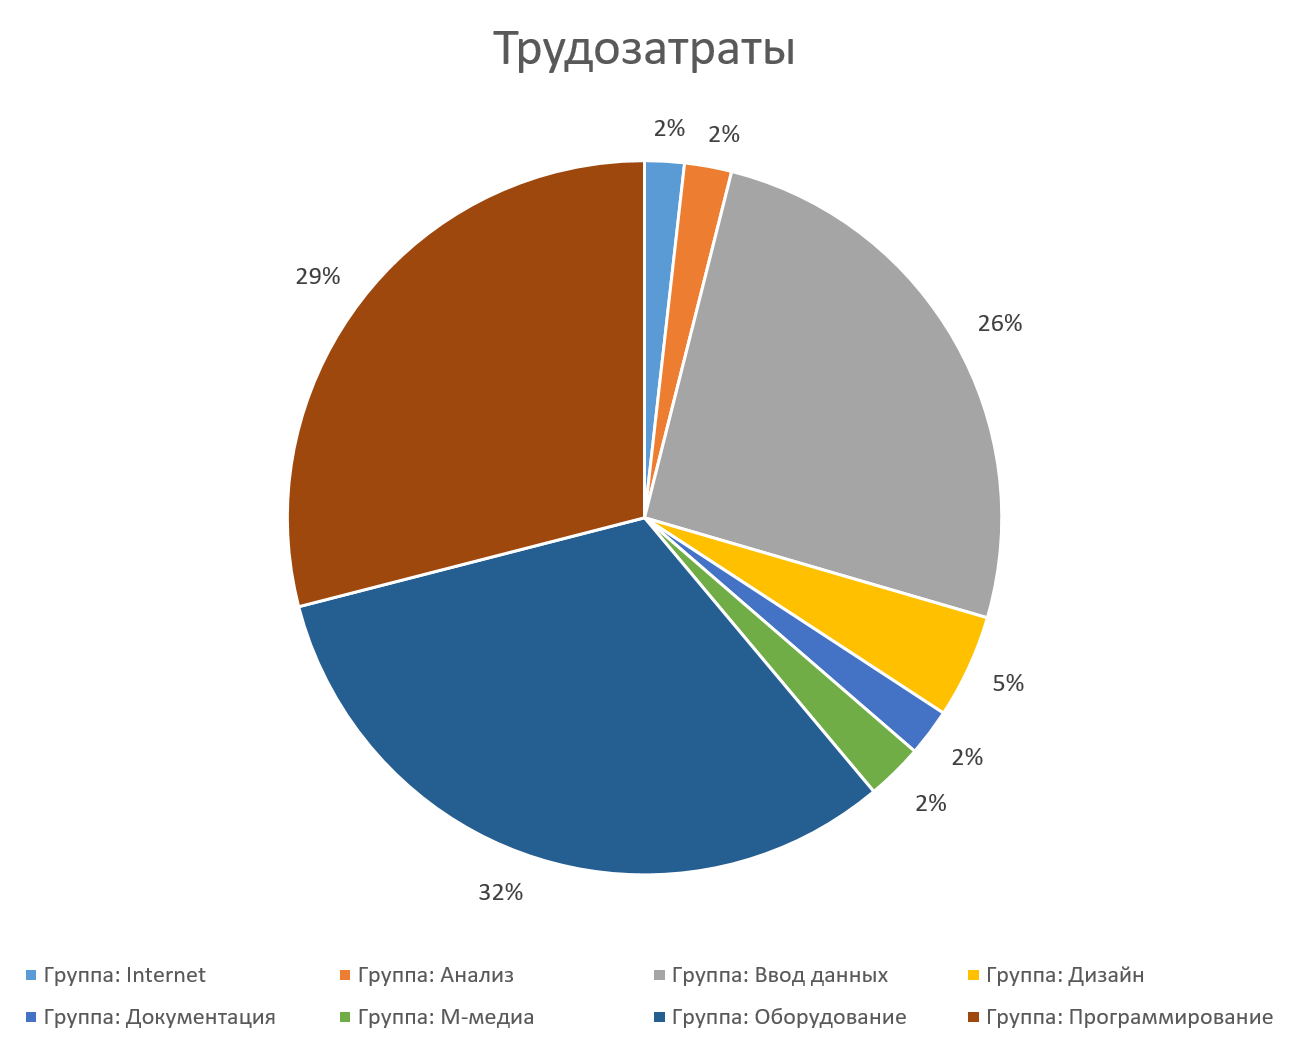 Трудозатраты
2%
2%
29%
26%
5%
2%
2%
32%
Группа: Internet
Группа: Анализ
Группа: Ввод данных
Группа: Дизайн
Группа: Документация
Группа: М-медиа
Группа: Оборудование
Группа: Программирование